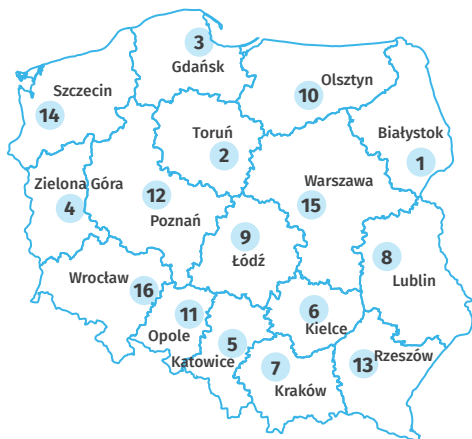 3
Gdańsk
Olsztyn
10
Szczecin
14
Toruń
2
Białystok
1
Zielona Góra
4
12
Poznań
Warszawa
15
9
Łódź
8
Lublin
Wrocław
16
11
Opole
6
Kielce
5
Katowice
7
Kraków
Rzeszów
13